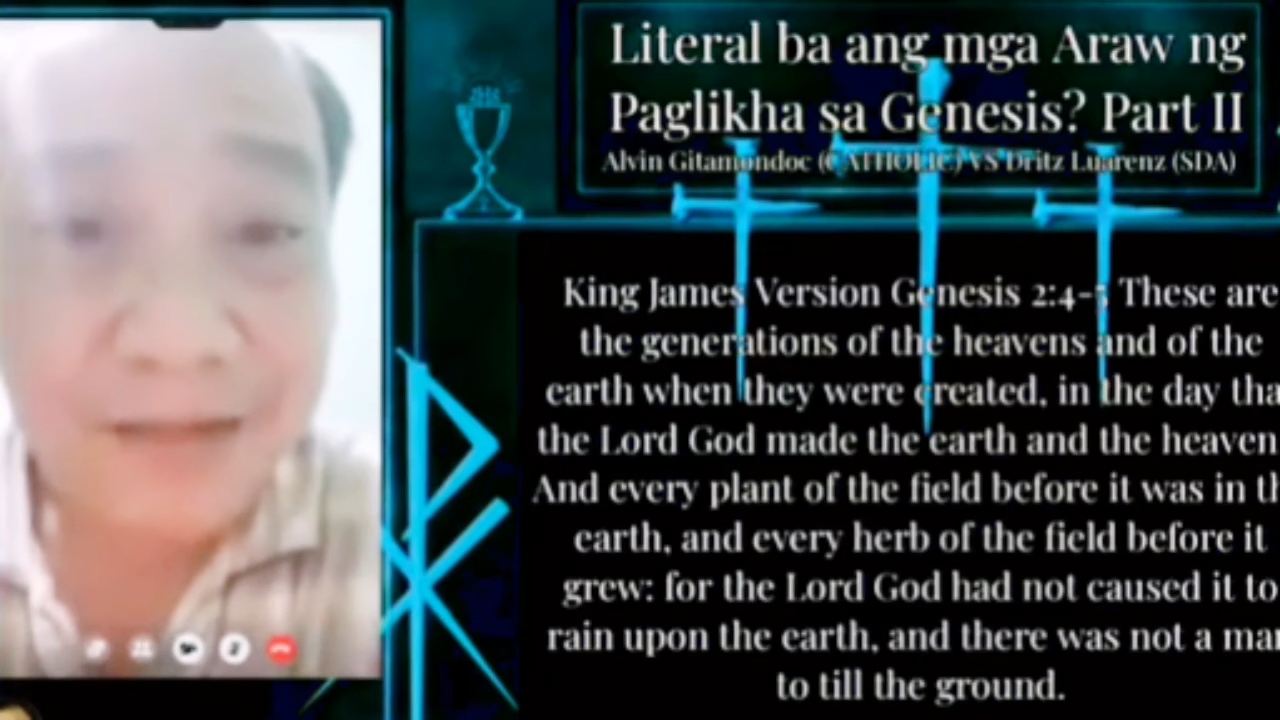 Literal ba ang mga Araw ng
Paglikha sa Genesis? Part II
Alvin Gitamondoc (CATHOLIC) VS Dritz Luarenz (SDA)
King James Version Genesis 2:4-5 These are
the generations of the heavens and of the
earth when they were created, in the day tha
the Lord God made the earth and the heaven
And every plant of the field before it was in th
earth, and every herb of the field before it
grew: for the Lord God had not caused it to
rain upon the earth, and there was not a ma
to till the ground.